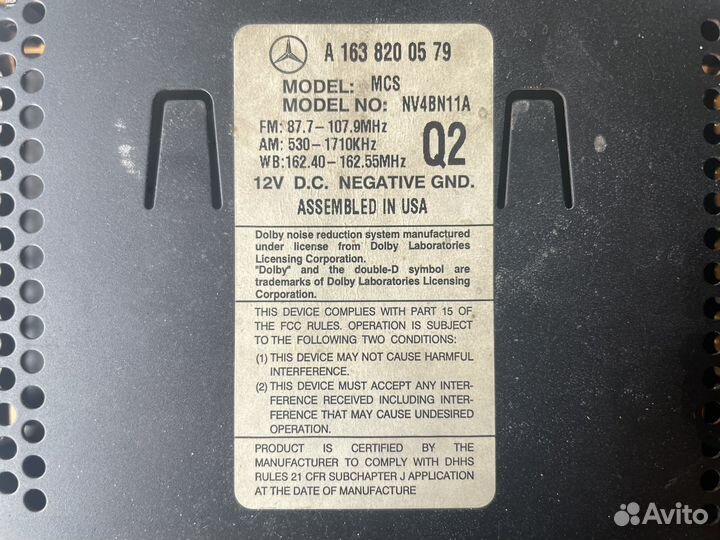 A 163 820 05 79
MODEL: MCS
MODEL NO: NV4BN11A
FM: 87.7-107.9MHz
AM: 530-1710KHz
WB: 162.40-162.55MHz
Q2
12V D.C. NEGATIVE GND.
ASSEMBLED IN USA
Dolby noise reduction system manufactured
under license from Dolby Laboratories
Licensing Corporation.
"Dolby" and the double-D symbol are
trademarks of Dolby Laboratories Licensing
Corporation.
THIS DEVICE COMPLIES WITH PART 15 OF
THE FCC RULES. OPERATION IS SUBJECT
TO THE FOLLOWING TWO CONDITIONS:
(1) THIS DEVICE MAY NOT CAUSE HARMFUL
INTERFERENCE.
(2) THIS DEVICE MUST ACCEPT ANY INTER-
FERENCE RECEIVED INCLUDING INTER-
FERENCE THAT MAY CAUSE UNDESIRED
OPERATION.
PRODUCT IS CERTIFIED BY THE
MANUFACTURER TO COMPLY WITH DHHS
RULES 21 CFR SUBCHAPTER J APPLICATION
AT THE DATE OF MANUFACTURE
Avito